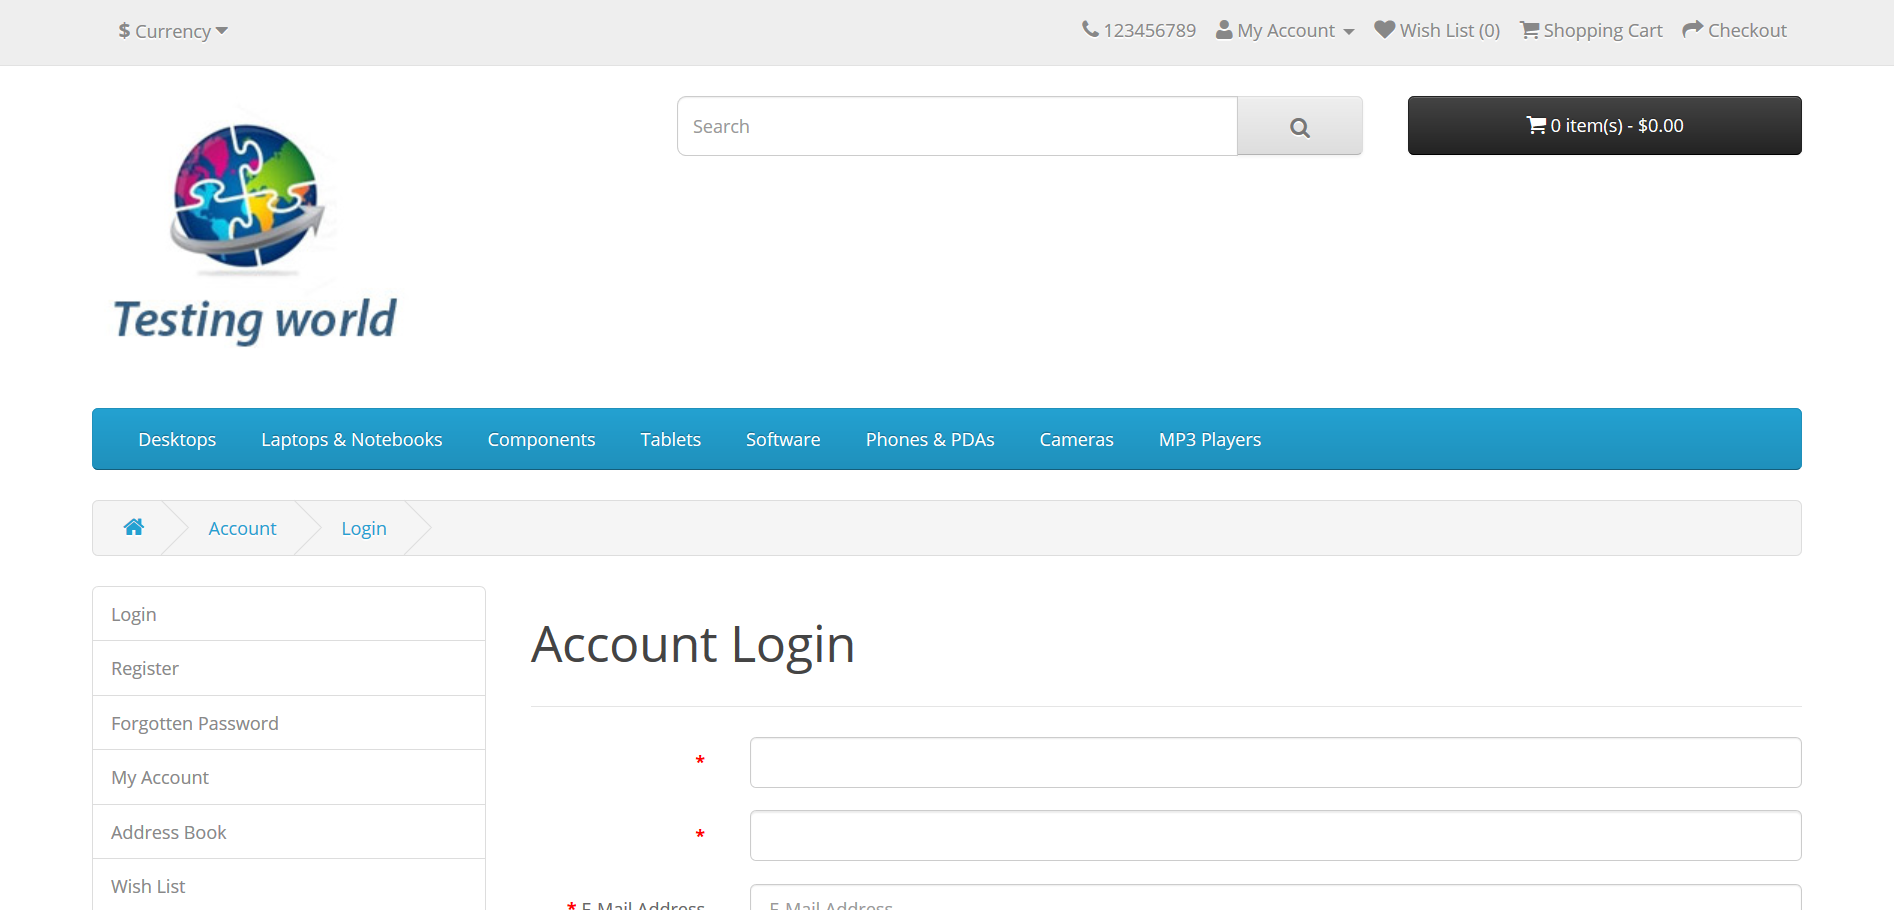 $ Currency
123456789 My Account Wish List (0) Shopping Cart Checkout
Search
0 item(s) - $0.00
Testing world
Desktops Laptops & Notebooks Components Tablets Software Phones & PDAs Cameras MP3 Players
Account Login
Login
Register
Forgotten Password
My Account
Address Book
Wish List
Account Login
*
*
* E-Mail Address E-Mail Address